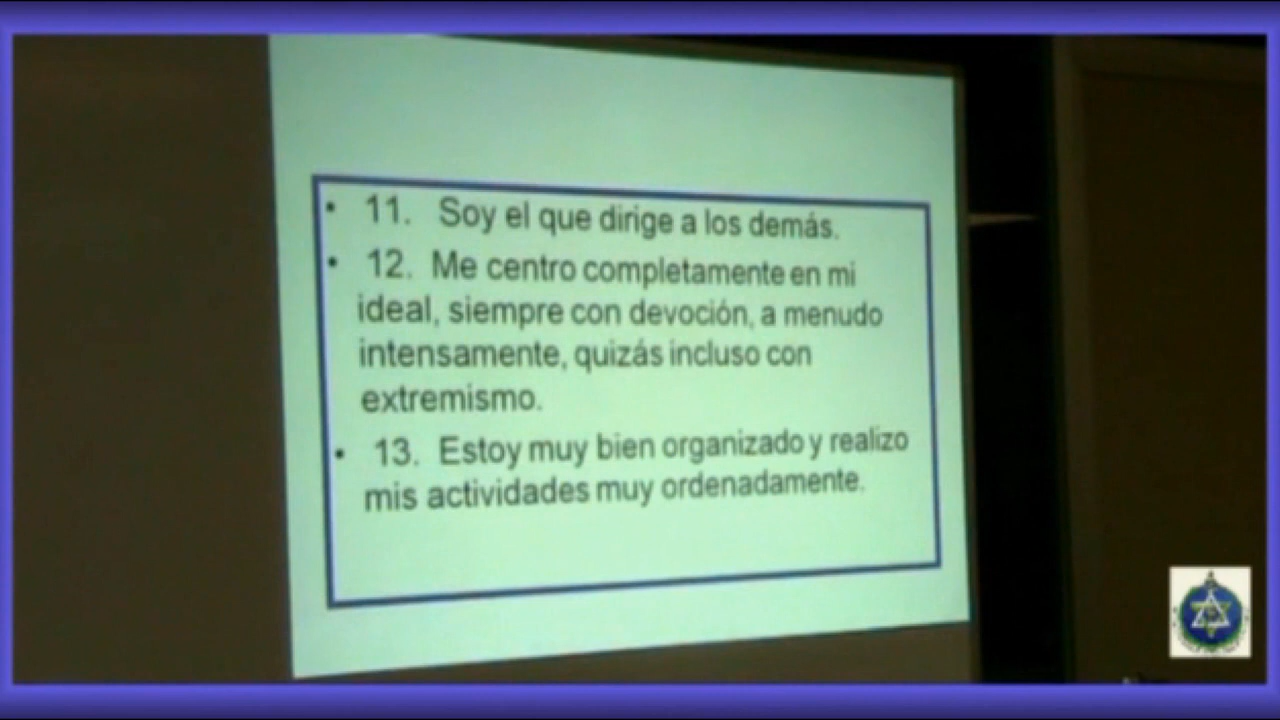 • 11. Soy el que dirige a los demás.
• 12. Me centro completamente en mi
ideal, siempre con devoción, a menudo
intensamente, quizás incluso con
extremismo.
• 13. Estoy muy bien organizado y realizo
mis actividades muy ordenadamente.